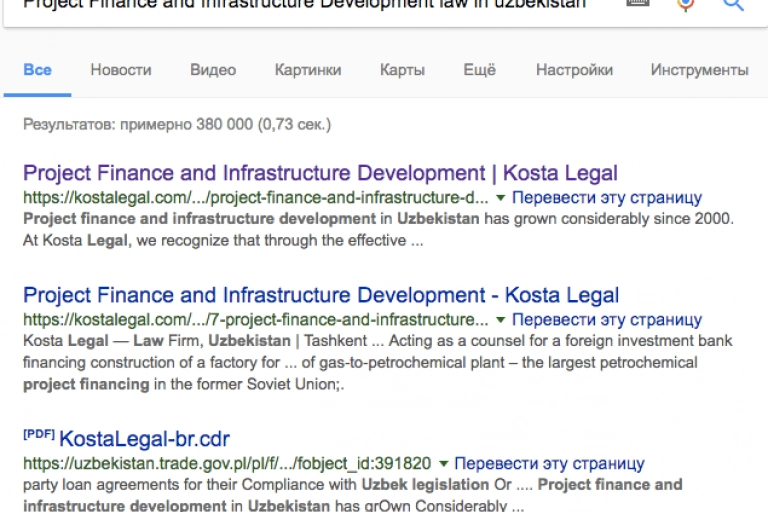 Project Finance and Infrastructure Development law in uzbekistan
Все Новости Видео Картинки Карты Ещё Настройки Инструменты
Результатов: примерно 380 000 (0,73 сек.)
Project Finance and Infrastructure Development | Kosta Legal
https://kostalegal.com/.../project-finance-and-infrastructure-d... ▼ Перевести эту страницу
Project finance and infrastructure development in Uzbekistan has grown considerably since 2000.
At Kosta Legal, we recognize that through the effective ...
Project Finance and Infrastructure Development - Kosta Legal
https://kostalegal.com/.../7-project-finance-and-infrastructure... ▼ Перевести эту страницу
Kosta Legal — Law Firm, Uzbekistan | Tashkent ... Acting as a counsel for a foreign investment bank
financing construction of a factory for ... of gas-to-petrochemical plant – the largest petrochemical
project financing in the former Soviet Union;.
[PDF] KostaLegal-br.cdr
https://uzbekistan.trade.gov.pl/pl/f/.../fobject_id:391820 ▼ Перевести эту страницу
party loan agreements for their Compliance with Uzbek legislation Or .... Project finance and
infrastructure development in Uzbekistan has grOwn Considerably ...